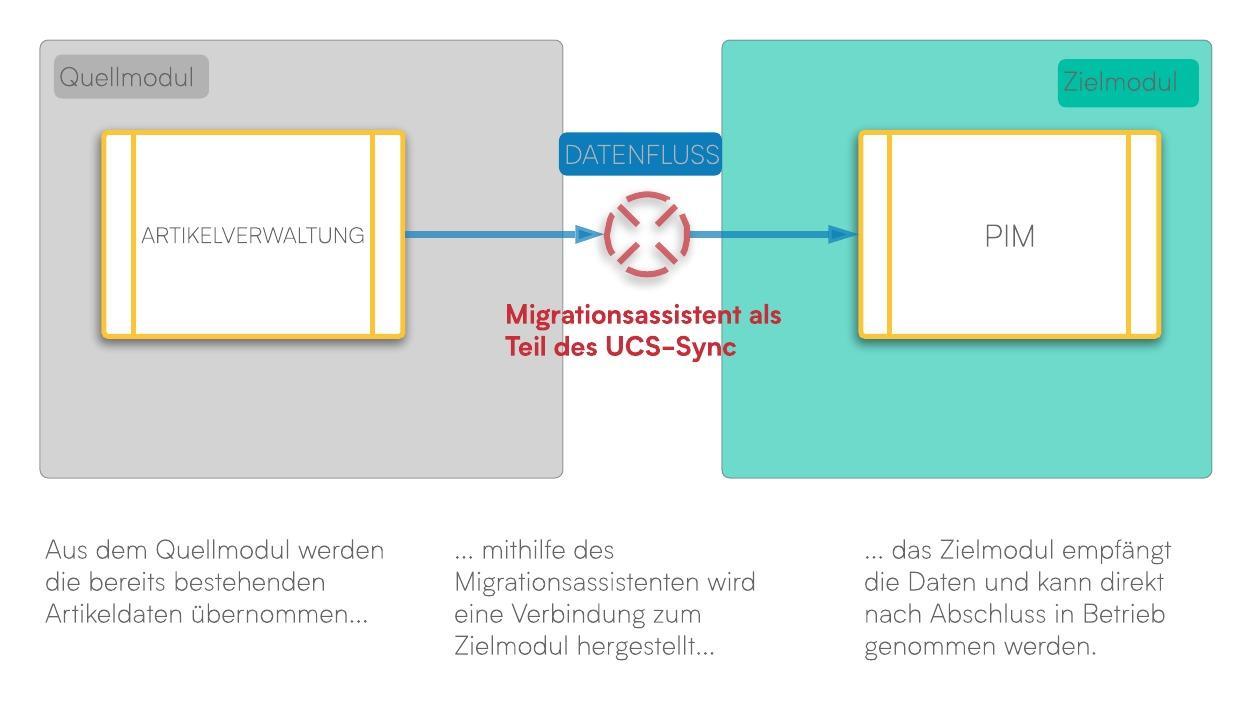 Quellmodul
Zielmodul
DATENFLUSS
ARTIKELVERWALTUNG
PIM
Migrationsassistent als
Teil des UCS-Sync
Aus dem Quellmodul werden
die bereits bestehenden
Artikeldaten übernommen...
... mithilfe des
Migrationsassistenten wird
eine Verbindung zum
Zielmodul hergestellt...
... das Zielmodul empfängt
die Daten und kann direkt
nach Abschluss in Betrieb
genommen werden.